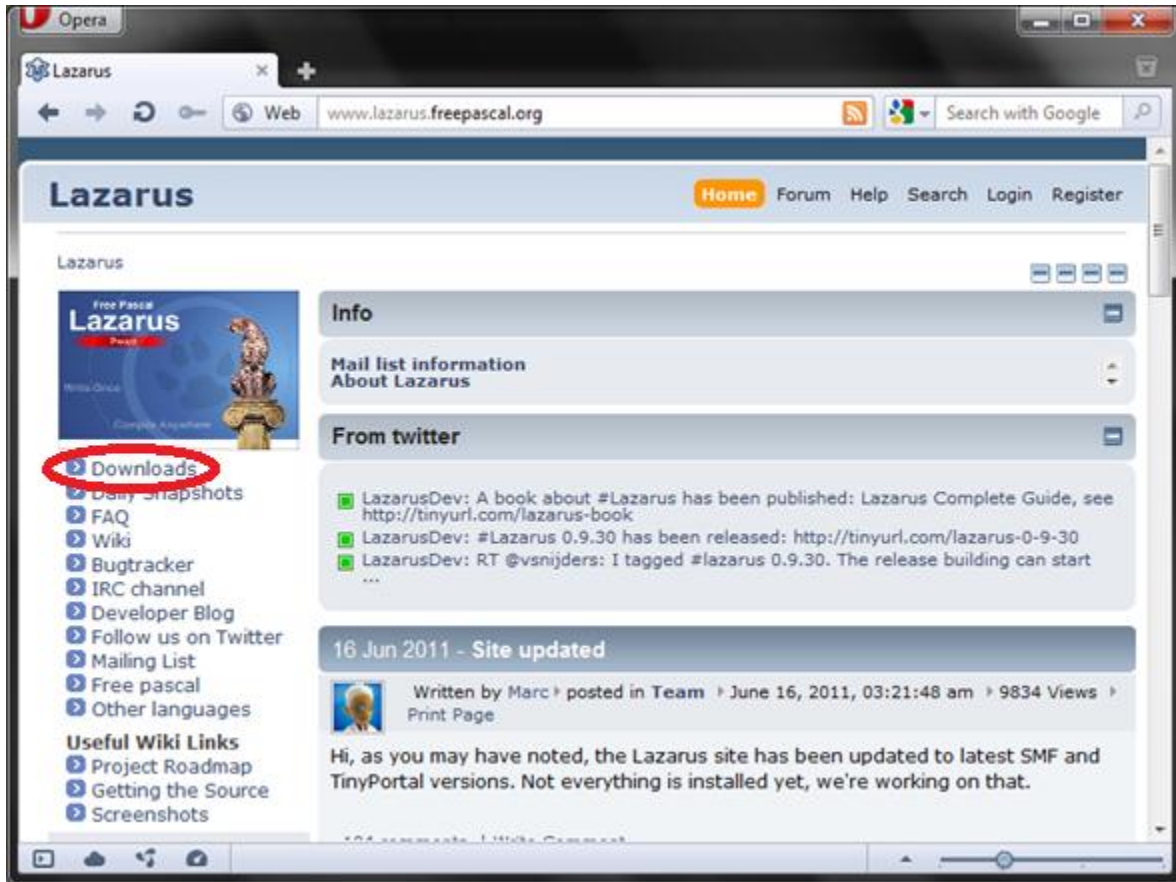 Opera
Lazarus
Web
www.lazarus.freepascal.org
Search with Google
Lazarus
Home Forum Help Search Login Register
Lazarus
Free Pascal
Lazarus
Project
Write Once
Compile Anywhere
Downloads
Daily Snapshots
FAQ
Wiki
Bugtracker
IRC channel
Developer Blog
Follow us on Twitter
Mailing List
Free pascal
Other languages
Useful Wiki Links
Project Roadmap
Getting the Source
Screenshots
Info
Mail list information
About Lazarus
From twitter
LazarusDev: A book about #Lazarus has been published: Lazarus Complete Guide, see
http://tinyurl.com/lazarus-book
LazarusDev: #Lazarus 0.9.30 has been released: http://tinyurl.com/lazarus-0-9-30
LazarusDev: RT @vsnijders: I tagged #lazarus 0.9.30. The release building can start
...
16 Jun 2011 - Site updated
Written by Marc posted in Team June 16, 2011, 03:21:48 am 9834 Views
Print Page
Hi, as you may have noted, the Lazarus site has been updated to latest SMF and
TinyPortal versions. Not everything is installed yet, we're working on that.
comments | Write Comment